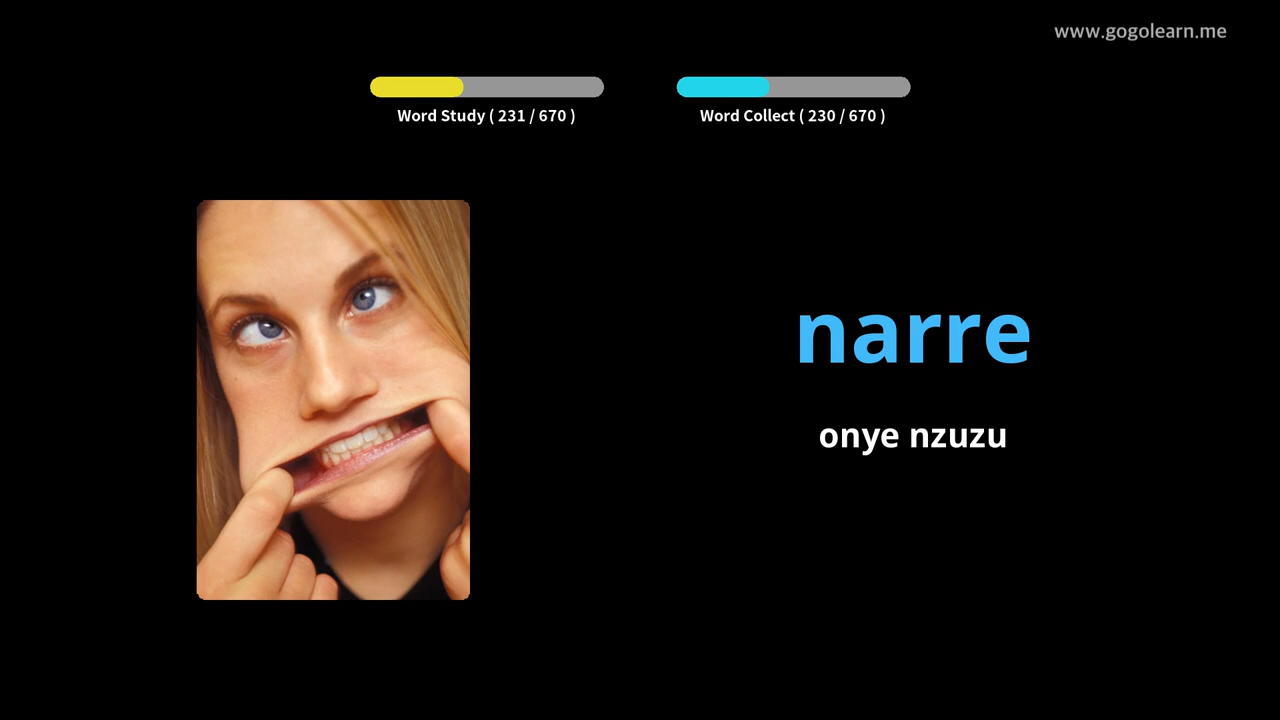 www.gogolearn.me
Word Study ( 231 / 670 )
Word Collect ( 230 / 670 )
narre
onye nzuzu